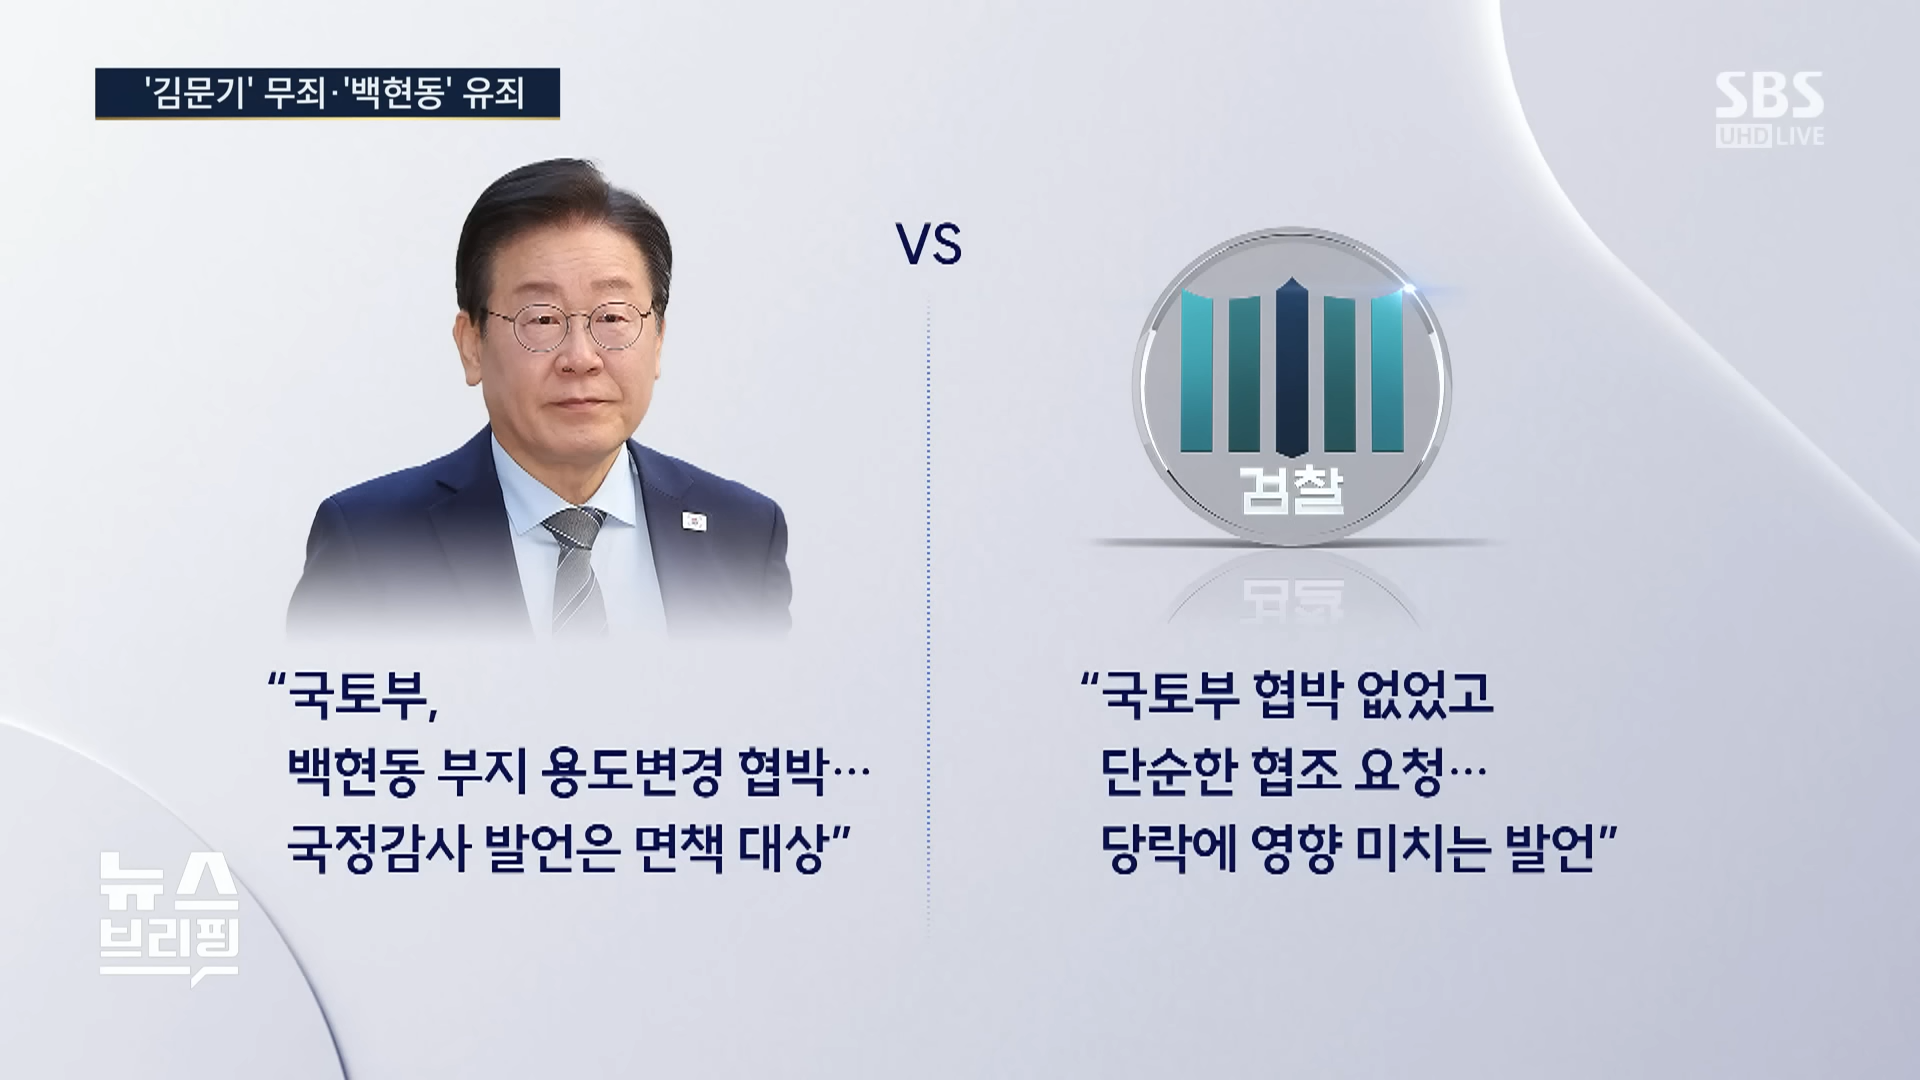 '김문기' 무죄·'백현동' 유죄
SBS
UHD LIVE
VS
검찰
“국토부,
백현동 부지 용도변경 협박…
국정감사 발언은 면책 대상”
“국토부 협박 없었고
단순한 협조 요청…
당락에 영향 미치는 발언”
뉴스
브리핑